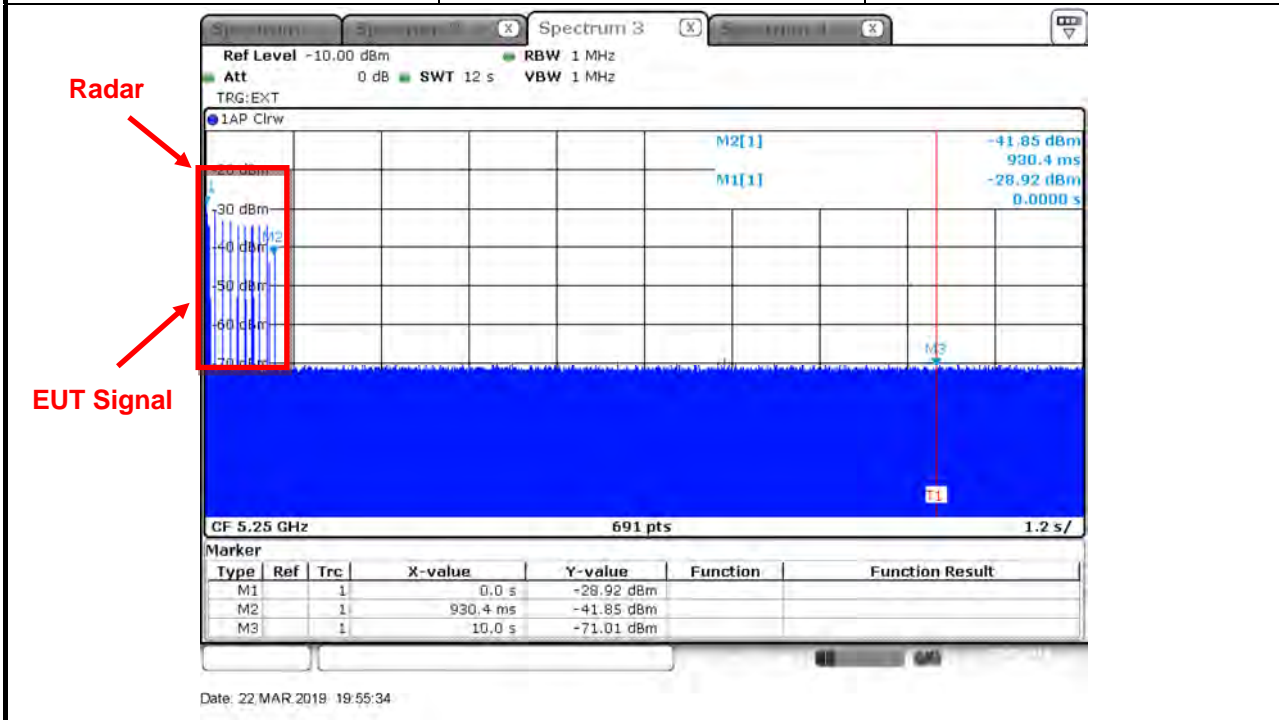 Spectrum 3
Ref Level -10.00 dBm RBW 1 MHz
Att 0 dB SWT 12 s VBW 1 MHz
TRG:EXT
1AP Clrw
Radar
EUT Signal
M2[1] -41.85 dBm
930.4 ms
M1[1] -28.92 dBm
0.0000 s
-20 dBm
-30 dBm
-40 dBm
M2
-50 dBm
-60 dBm
-70 dBm
M3
T1
CF 5.25 GHz 691 pts 1.2 s/
Marker
Type Ref Trc X-value Y-value Function Function Result
M1 1 0.0 s -28.92 dBm
M2 1 930.4 ms -41.85 dBm
M3 1 10.0 s -71.01 dBm
Date: 22.MAR.2019 19:55:34